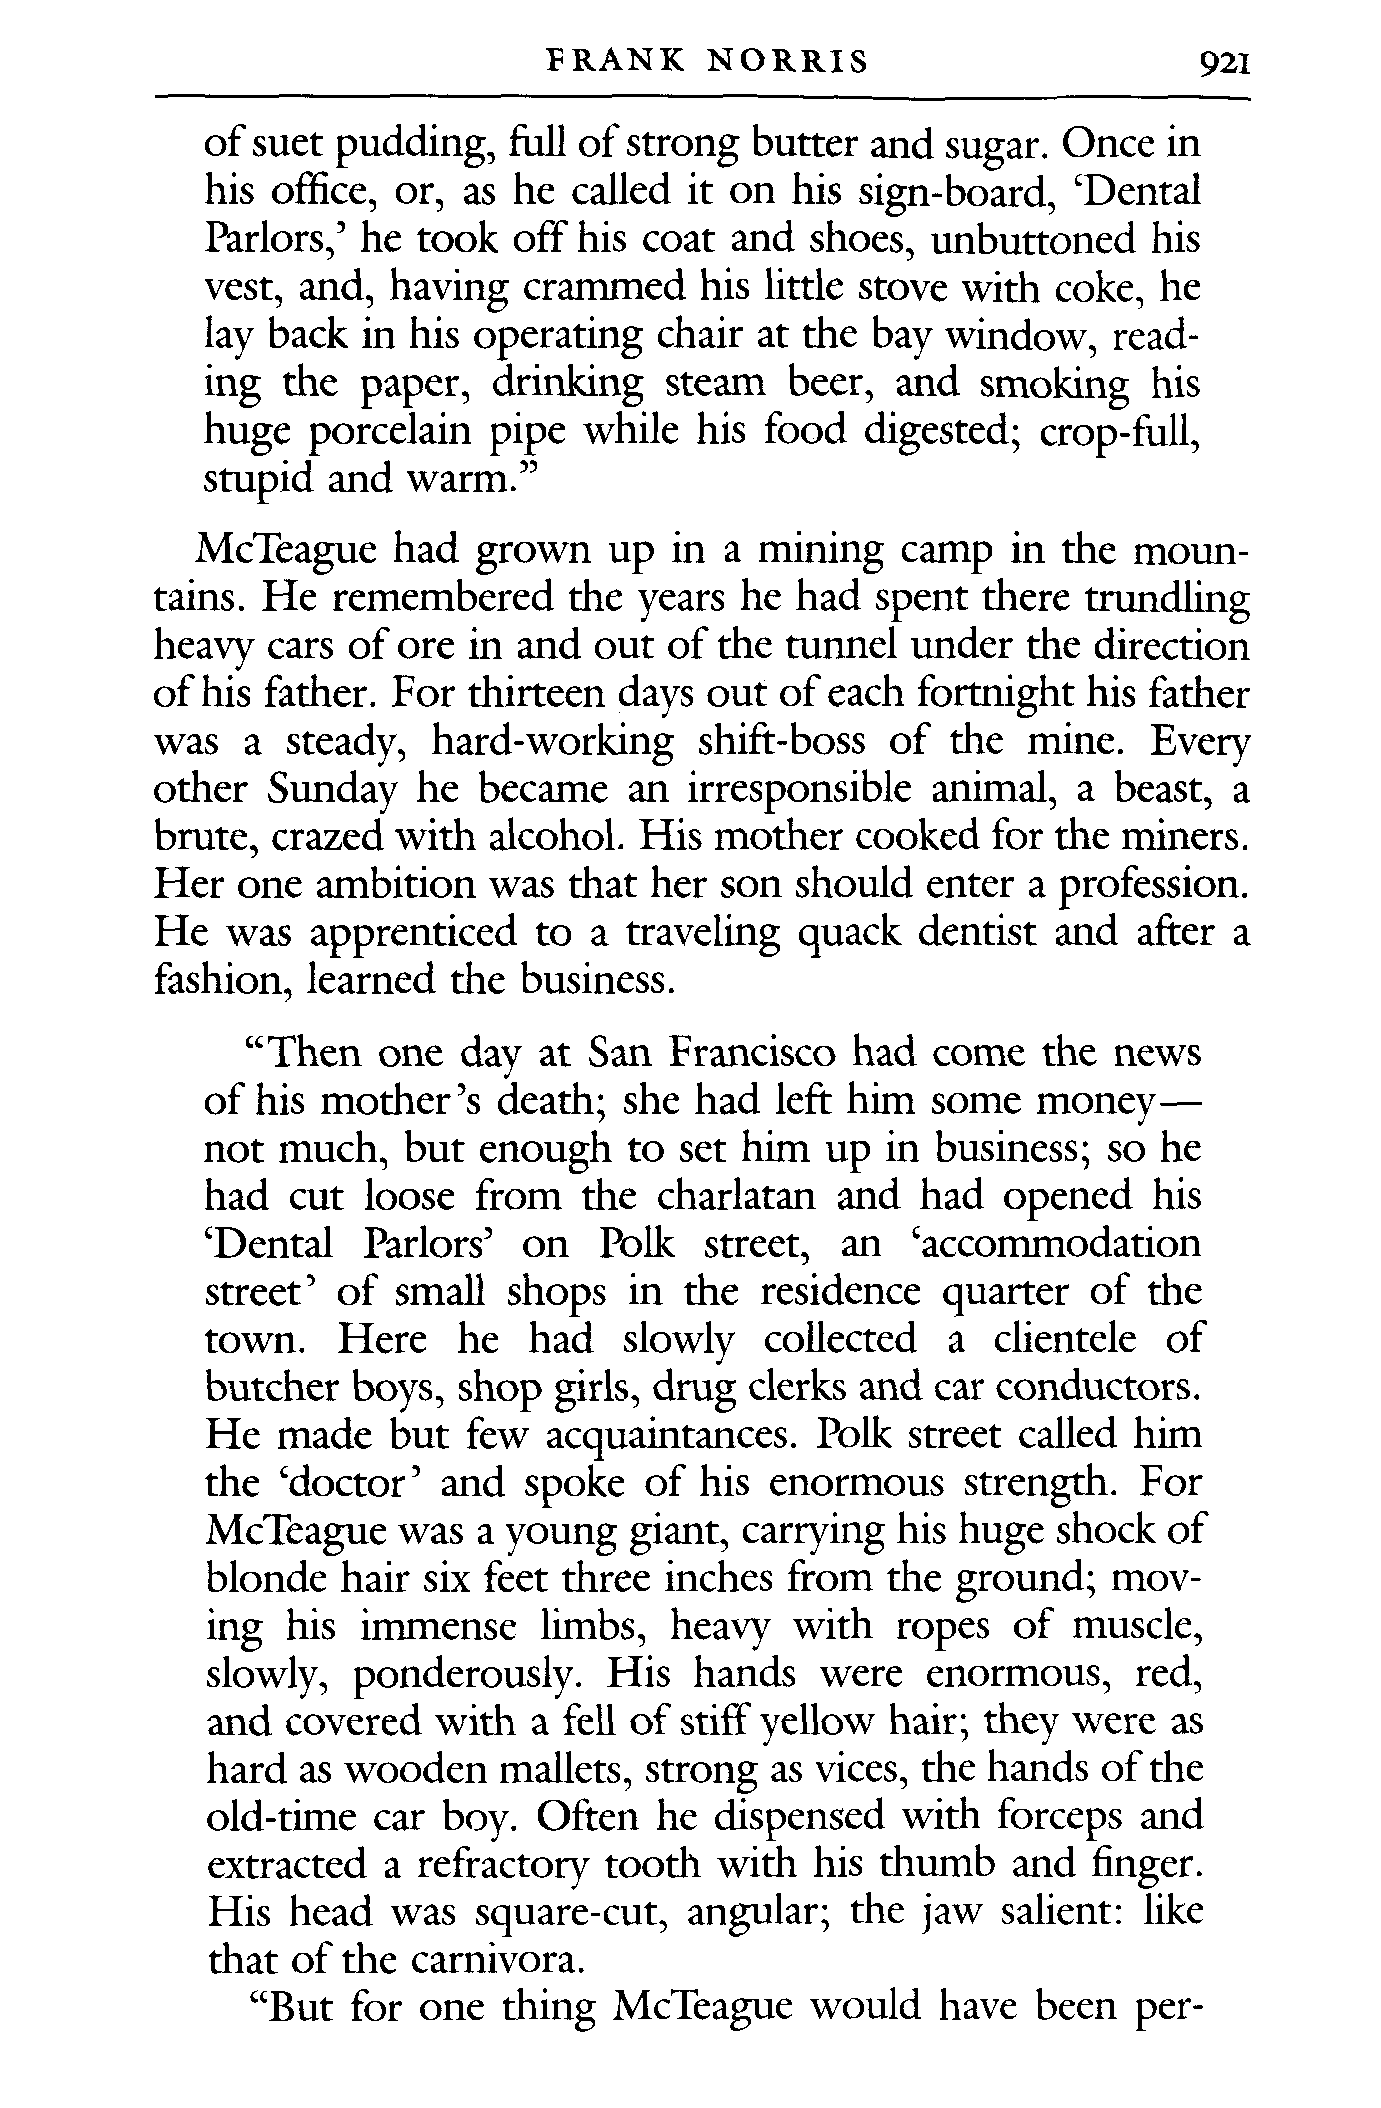 FRANK NORRIS 921
of suet pudding, full of strong butter and sugar. Once in
his office, or, as he called it on his sign-board, ‘Dental
Parlors,’ he took off his coat and shoes, unbuttoned his
vest, and, having crammed his little stove with coke, he
lay back in his operating chair at the bay window, read-
ing the paper, drinking steam beer, and smoking his
huge porcelain pipe while his food digested; crop-full,
stupid and warm.”
McTeague had grown up in a mining camp in the moun-
tains. He remembered the years he had spent there trundling
heavy cars of ore in and out of the tunnel under the direction
of his father. For thirteen days out of each fortnight his father
was a steady, hard-working shift-boss of the mine. Every
other Sunday he became an irresponsible animal, a beast, a
brute, crazed with alcohol. His mother cooked for the miners.
Her one ambition was that her son should enter a profession.
He was apprenticed to a traveling quack dentist and after a
fashion, learned the business.
“Then one day at San Francisco had come the news
of his mother’s death; she had left him some money—
not much, but enough to set him up in business; so he
had cut loose from the charlatan and had opened his
‘Dental Parlors’ on Polk street, an ‘accommodation
street’ of small shops in the residence quarter of the
town. Here he had slowly collected a clientele of
butcher boys, shop girls, drug clerks and car conductors.
He made but few acquaintances. Polk street called him
the ‘doctor’ and spoke of his enormous strength. For
McTeague was a young giant, carrying his huge shock of
blonde hair six feet three inches from the ground; mov-
ing his immense limbs, heavy with ropes of muscle,
slowly, ponderously. His hands were enormous, red,
and covered with a fell of stiff yellow hair; they were as
hard as wooden mallets, strong as vices, the hands of the
old-time car boy. Often he dispensed with forceps and
extracted a refractory tooth with his thumb and finger.
His head was square-cut, angular; the jaw salient: like
that of the carnivora.
“But for one thing McTeague would have been per-